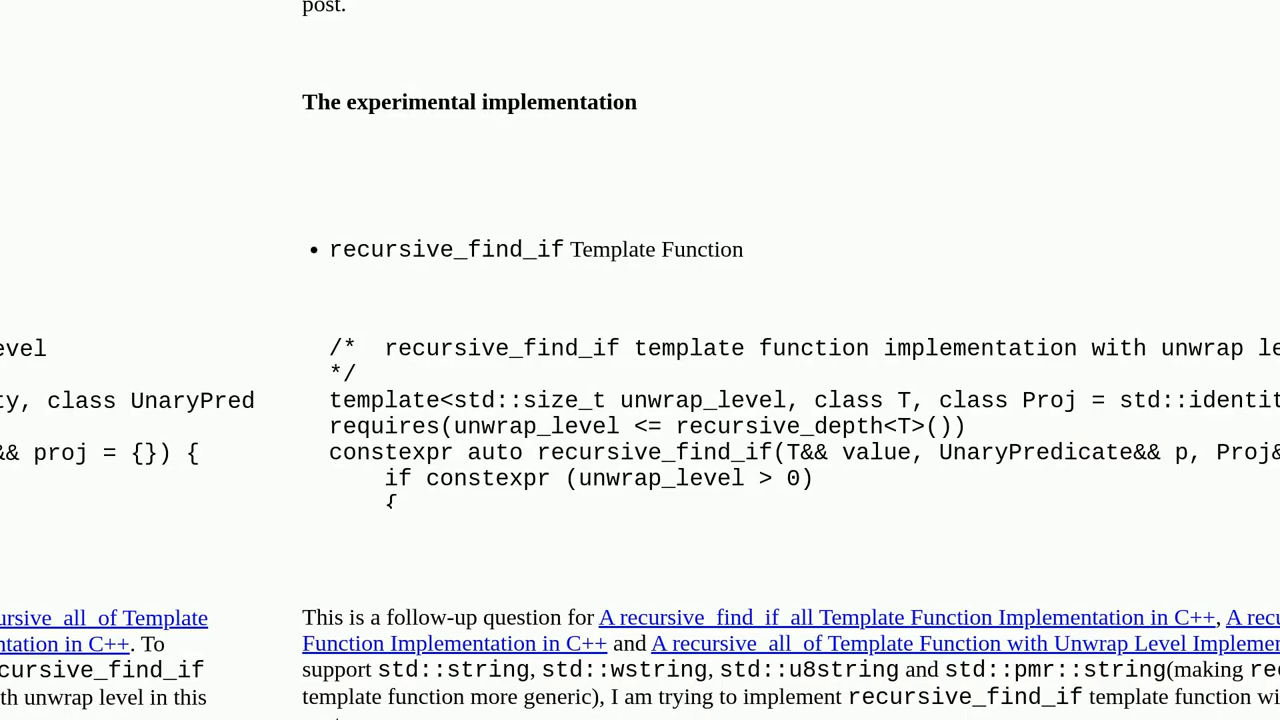 evel
ty, class UnaryPred
&& proj = {}) {
ursive_all_of Template
ntation in C++. To
cursive_find_if
th unwrap level in this
post.
The experimental implementation
• recursive_find_if Template Function
/*  recursive_find_if template function implementation with unwrap le
*/
template<std::size_t unwrap_level, class T, class Proj = std::identit
requires(unwrap_level <= recursive_depth<T>())
constexpr auto recursive_find_if(T&& value, UnaryPredicate&& p, Proj&
if constexpr (unwrap_level > 0)
{
This is a follow-up question for A recursive_find_if_all Template Function Implementation in C++, A recu
Function Implementation in C++ and A recursive_all_of Template Function with Unwrap Level Implemen
support std::string, std::wstring, std::u8string and std::pmr::string(making rec
template function more generic), I am trying to implement recursive_find_if template function wi